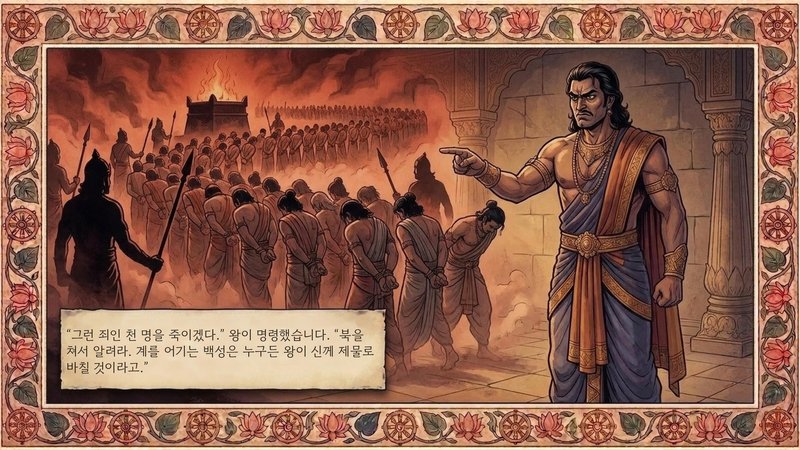 “그런 죄인 천 명을 죽이겠다.” 왕이 명령했습니다. “북을
쳐서 알려라. 계를 어기는 백성은 누구든 왕이 신께 제물로
바칠 것이라고.”